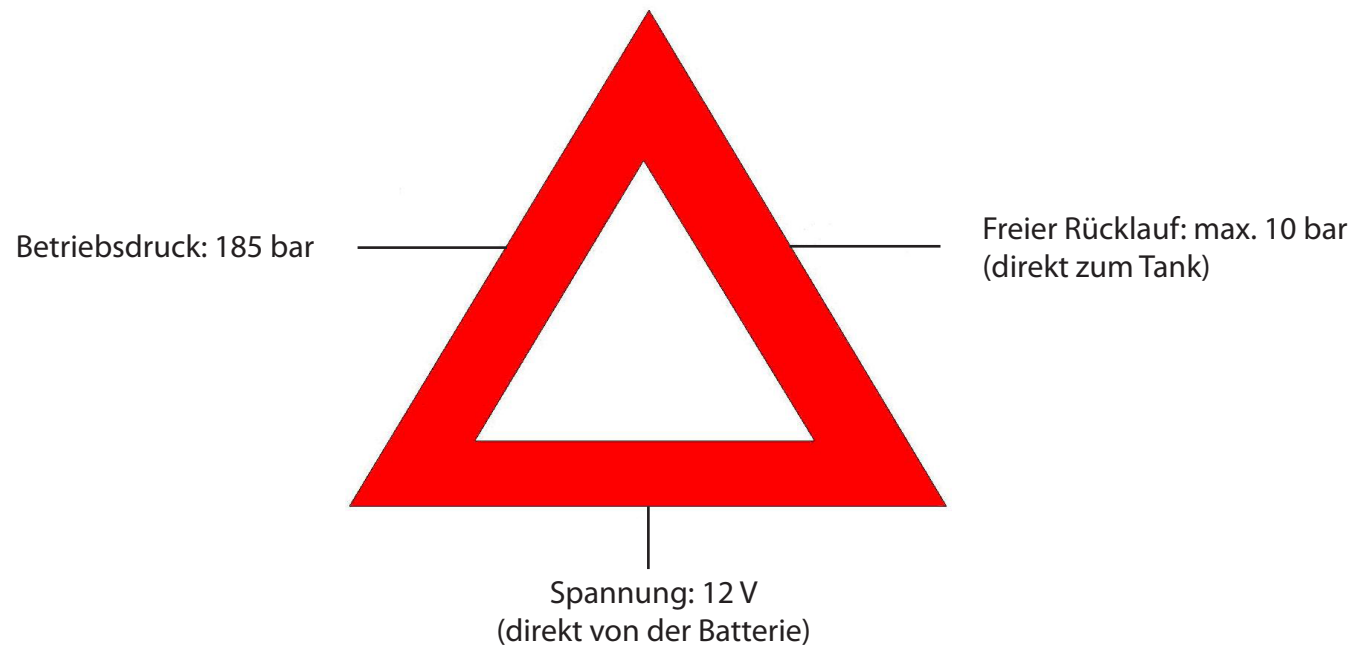 Betriebsdruck: 185 bar
Freier Rücklauf: max. 10 bar
(direkt zum Tank)
Spannung: 12 V
(direkt von der Batterie)